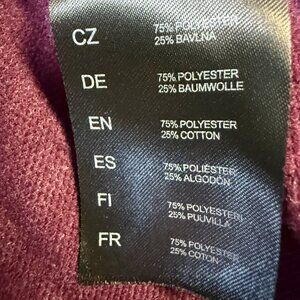 CZ
75% POLYESTER
25% BAVLNA
DE
75% POLYESTER
25% BAUMWOLLE
EN
75% POLYESTER
25% COTTON
ES
75% POLIÉSTER
25% ALGODÓN
FI
75% POLYESTERI
25% PUUVILLA
FR
75% POLYESTER
25% COTON